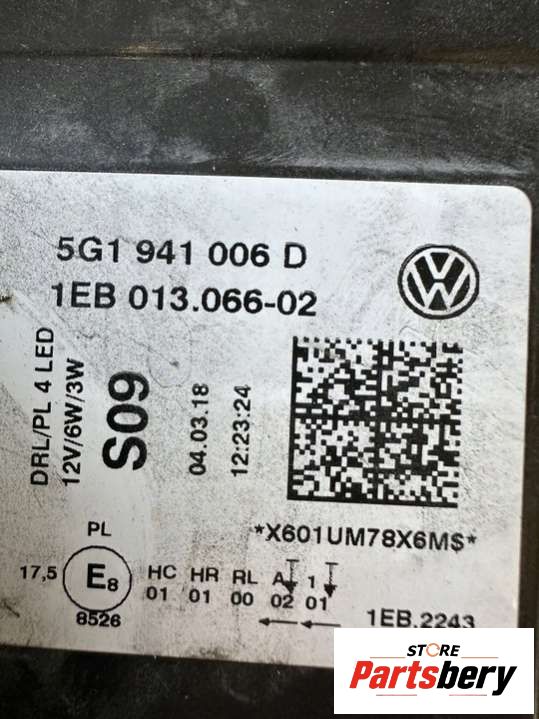 5G1 941 006 D
1EB 013.066-02
DRL/PL 4 LED
12V/6W/3W
S09
04.03.18
12:23:24
*X601UM78X6M$*
PL
17,5
E8
8526
HC HR RL A 1
01 01 00 02 01
1EB.2243
STORE
Partsbery